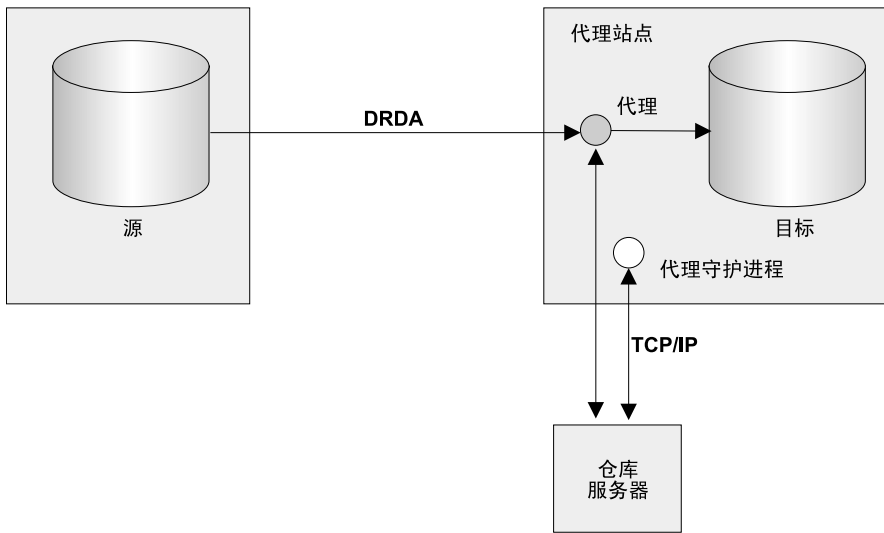 代理站点
代理
DRDA
源
目标
代理守护进程
TCP/IP
仓库
服务器